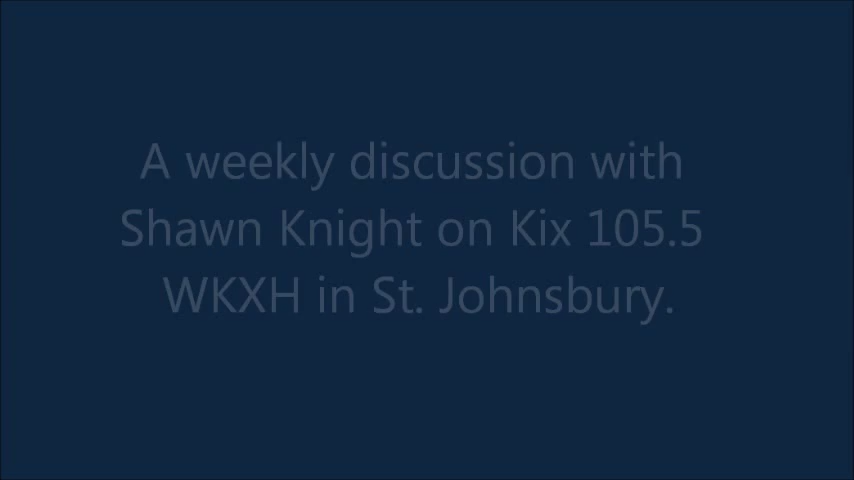 A weekly discussion with
Shawn Knight on Kix 105.5
WKXH in St. Johnsbury.